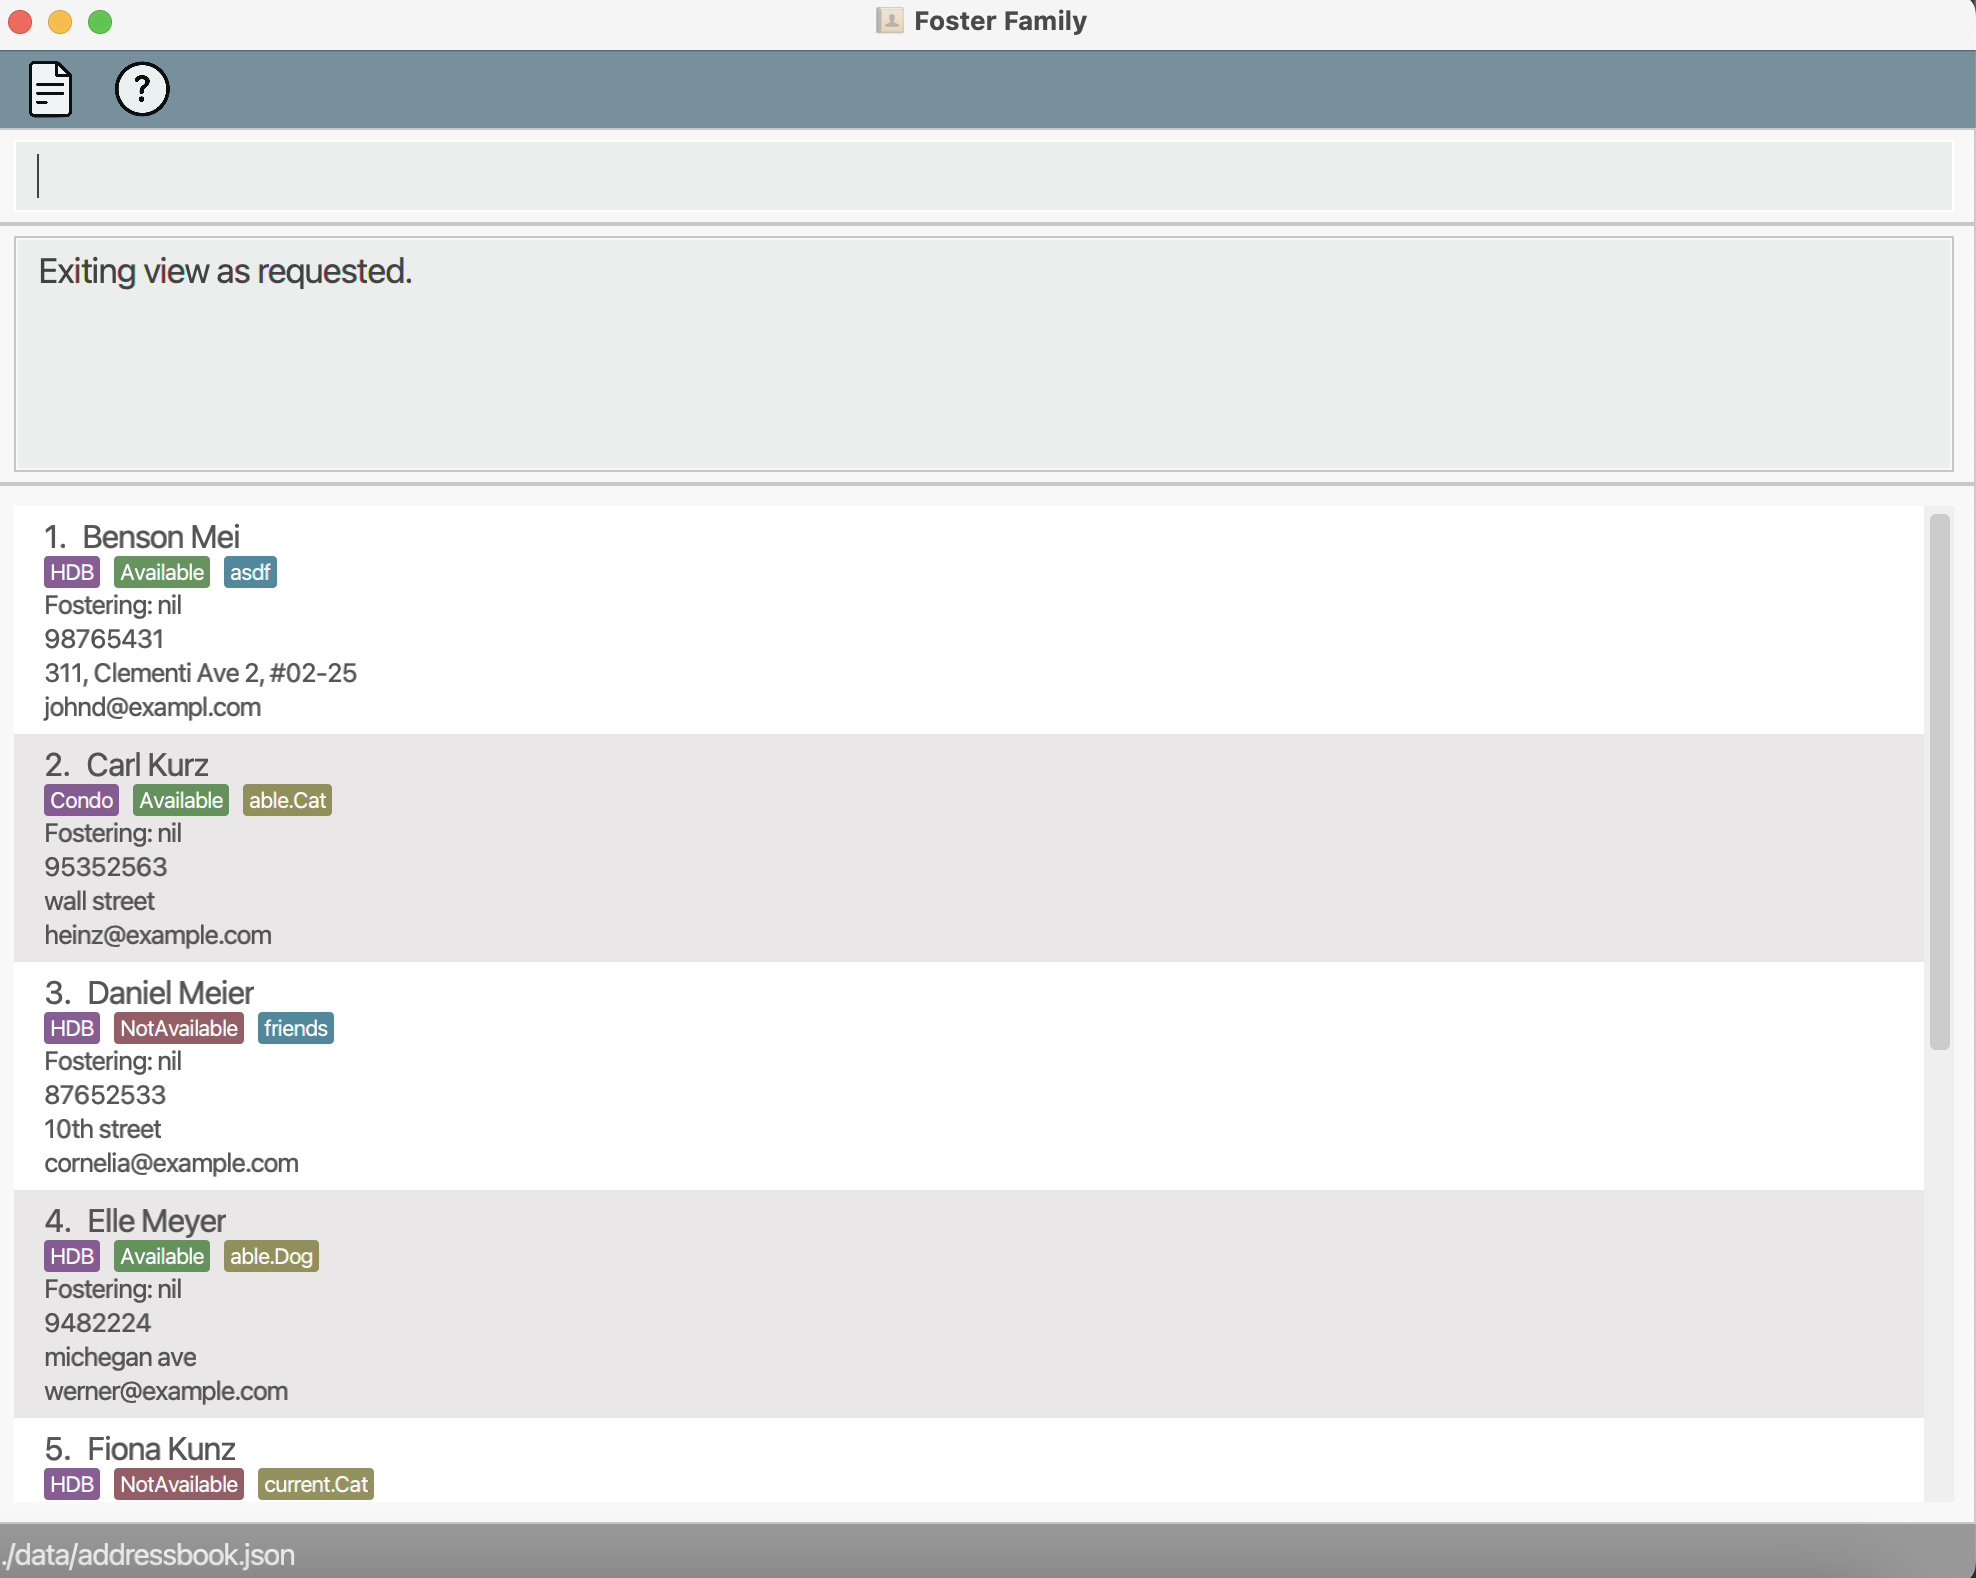 Foster Family
?
Exiting view as requested.
1. Benson Mei
HDB Available asdf
Fostering: nil
98765431
311, Clementi Ave 2, #02-25
johnd@exampl.com
2. Carl Kurz
Condo Available able.Cat
Fostering: nil
95352563
wall street
heinz@example.com
3. Daniel Meier
HDB NotAvailable friends
Fostering: nil
87652533
10th street
cornelia@example.com
4. Elle Meyer
HDB Available able.Dog
Fostering: nil
9482224
michegan ave
werner@example.com
5. Fiona Kunz
HDB NotAvailable current.Cat
./data/addressbook.json